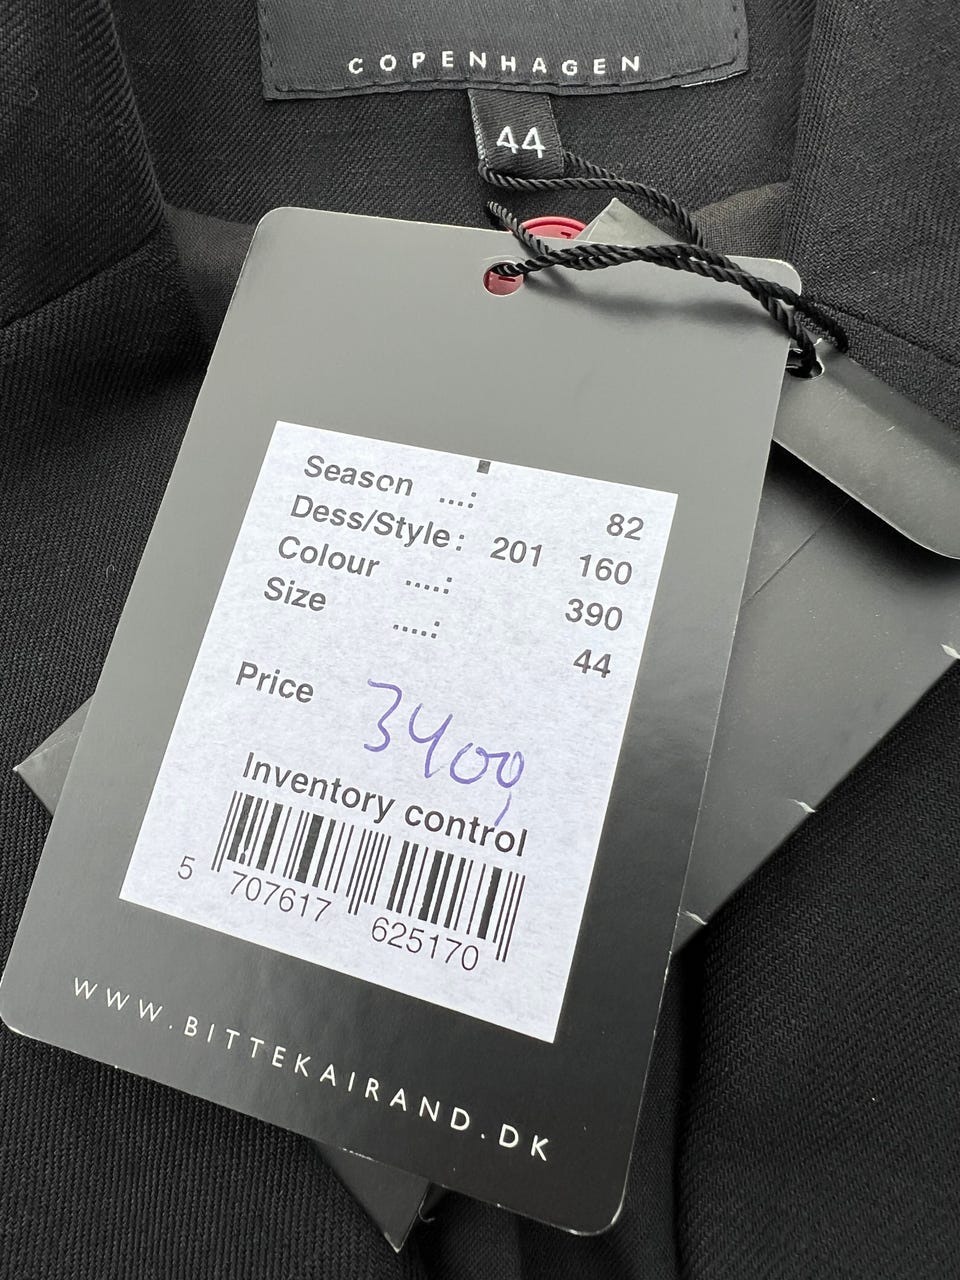 COPENHAGEN
44
Season ...: 82
Dess/Style: 201 160
Colour ....: 390
Size ....: 44
Price 3400,
Inventory control
5 707617 625170
WWW.BITTEKAIRAND.DK